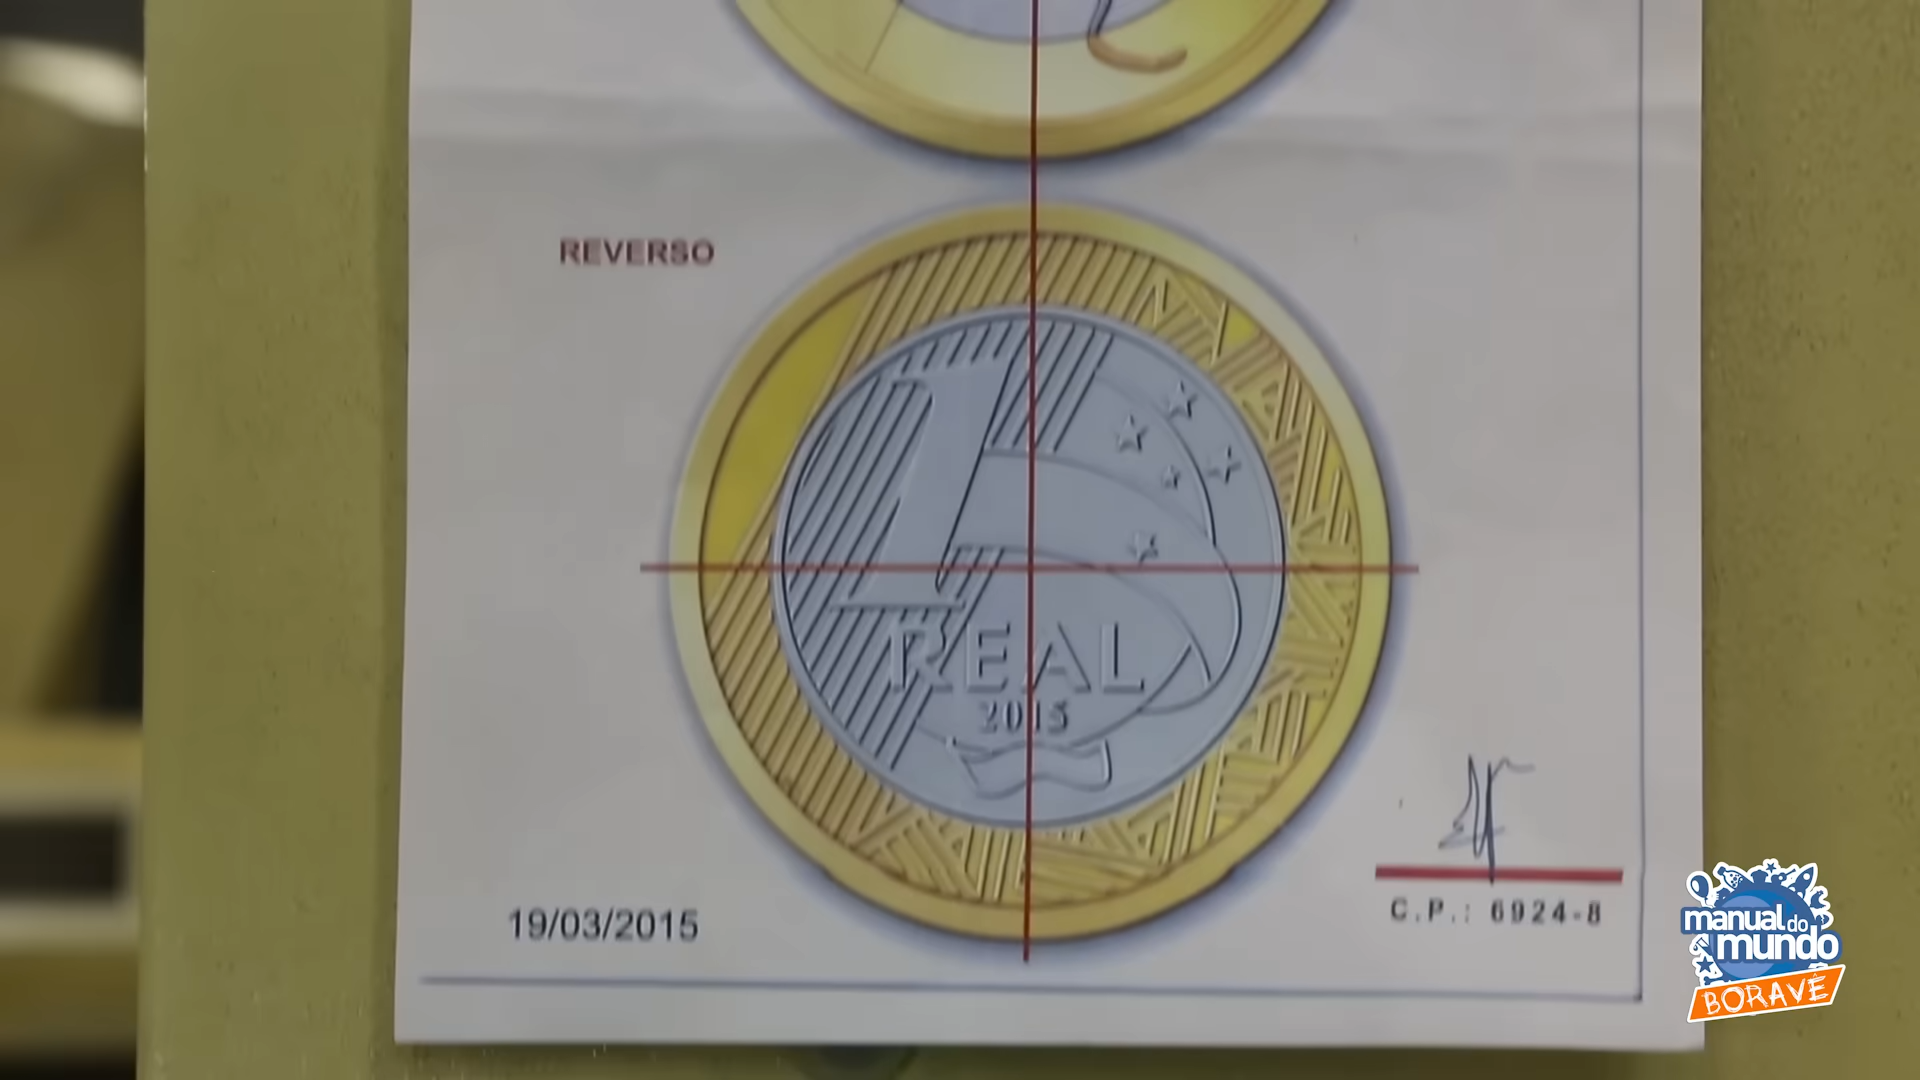 REVERSO
1
REAL
2015
19/03/2015
C.P.: 6924-8
manual do
mundo
BORAVÊ